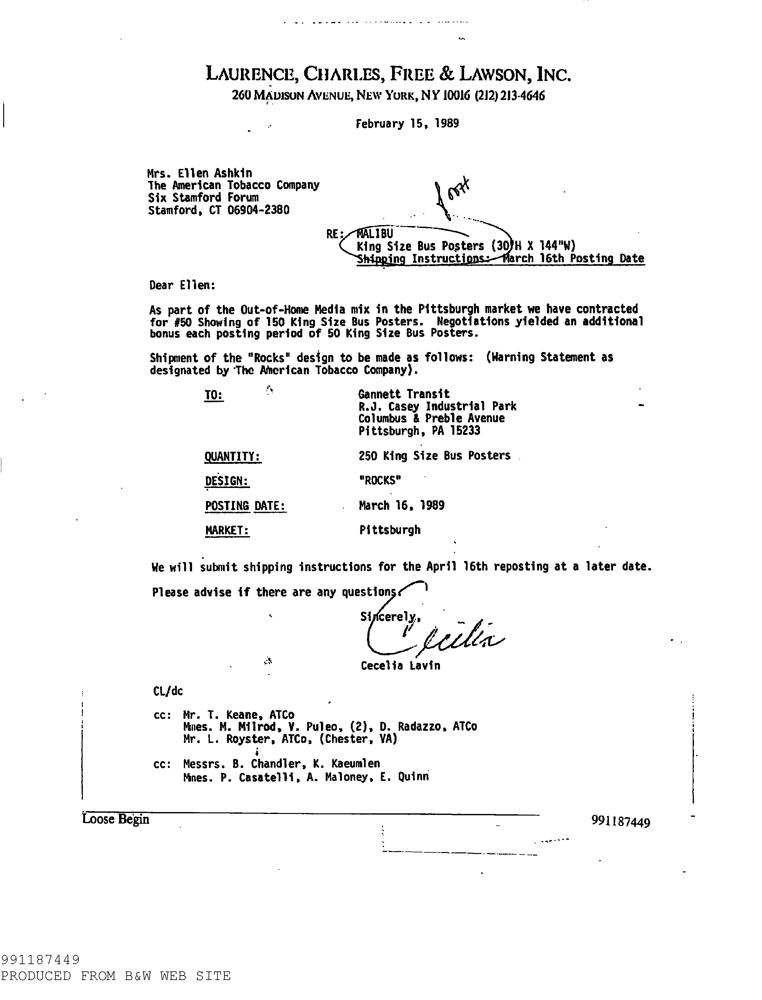 LAURENCE, CHARLES, FREE & LAWSON, INC.
260 MADISON AVENUE, NEW YORK, NY 10016 (212) 213-4646
February 15, 1989
Mrs. Ellen Ashkin
The American Tobacco Company
Six Stamford Forum
Stamford, CT 06904-2380
RE: MALIBU
King Size Bus Posters (30"H X 144"W)
Shipping Instructions: March 16th Posting Date
Dear Ellen:
As part of the Out-of-Home Media mix in the Pittsburgh market we have contracted
for #50 Showing of 150 King Size Bus Posters. Negotiations yielded an additional
bonus each posting period of 50 King Size Bus Posters.
Shipment of the "Rocks" design to be made as follows: (Warning Statement as
designated by The American Tobacco Company).
TO: Gannett Transit
R.J. Casey Industrial Park
Columbus & Preble Avenue
Pittsburgh, PA 15233
QUANTITY: 250 King Size Bus Posters
DESIGN: "ROCKS"
POSTING DATE: March 16, 1989
MARKET: Pittsburgh
We will submit shipping instructions for the April 16th reposting at a later date.
Please advise if there are any questions.
Sincerely,
Cecelia
Cecelia Lavin
CL/dc
cc: Mr. T. Keane, ATCo
Mmes. M. Milrod, V. Puleo, (2), D. Radazzo, ATCo
Mr. L. Royster, ATCo, (Chester, VA)
cc: Messrs. B. Chandler, K. Kaeumlen
Mmes. P. Casatelli, A. Maloney, E. Quinn
Loose Begin 991187449
991187449
PRODUCED FROM B&W WEB SITE